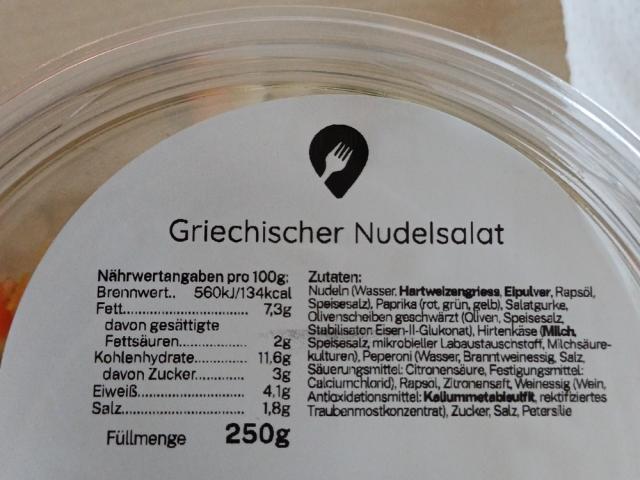 Griechischer Nudelsalat
Nährwertangaben pro 100g:
Brennwert.. 560kJ/134kcal
Fett................ 7,3g
davon gesättigte
Fettsäuren............. 2g
Kohlenhydrate........ 11,6g
davon Zucker............. 3g
Eiweiß.................... 4,1g
Salz.................... 1,8g
Füllmenge 250g
Zutaten:
Nudeln (Wasser, Hartweizengriess, Eipulver, Rapsöl,
Speisesalz), Paprika (rot, grün, gelb), Salatgurke,
Olivenscheiben geschwärzt (Oliven, Speisesalz,
Stabilisator: Eisen-II-Glukonat), Hirtenkäse (Milch,
Speisesalz, mikrobieller Labaustauschstoff, Milchsäure-
kulturen), Peperoni (Wasser, Branntweinessig, Salz,
Säuerungsmittel: Citronensäure, Festigungsmittel:
Calciumchlorid), Rapsöl, Zitronensaft, Weinessig (Wein,
Antioxidationsmittel: Kaliummetabisulfit, rektifiziertes
Traubenmostkonzentrat), Zucker, Salz, Petersilie